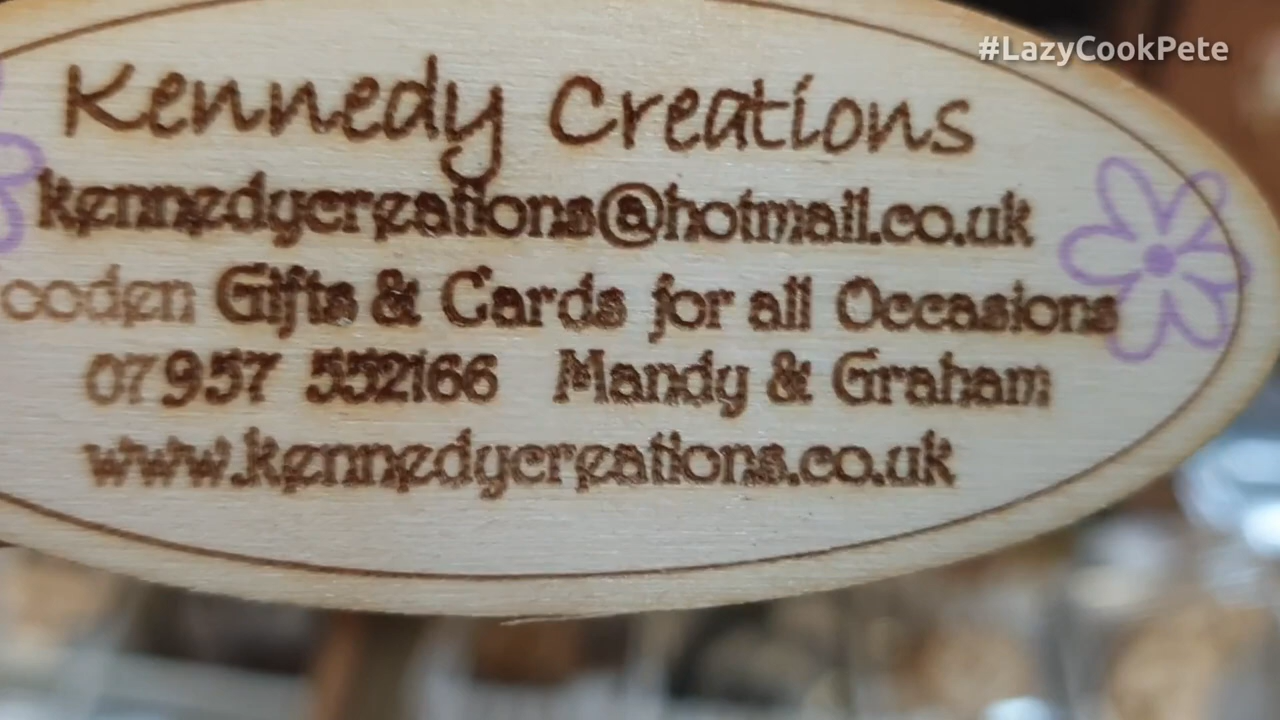 #LazyCookPete
Kennedy Creations
kennedycreations@hotmail.co.uk
ooden Gifts & Cards for all Occasions
07957 552166 Mandy & Graham
www.kennedycreations.co.uk